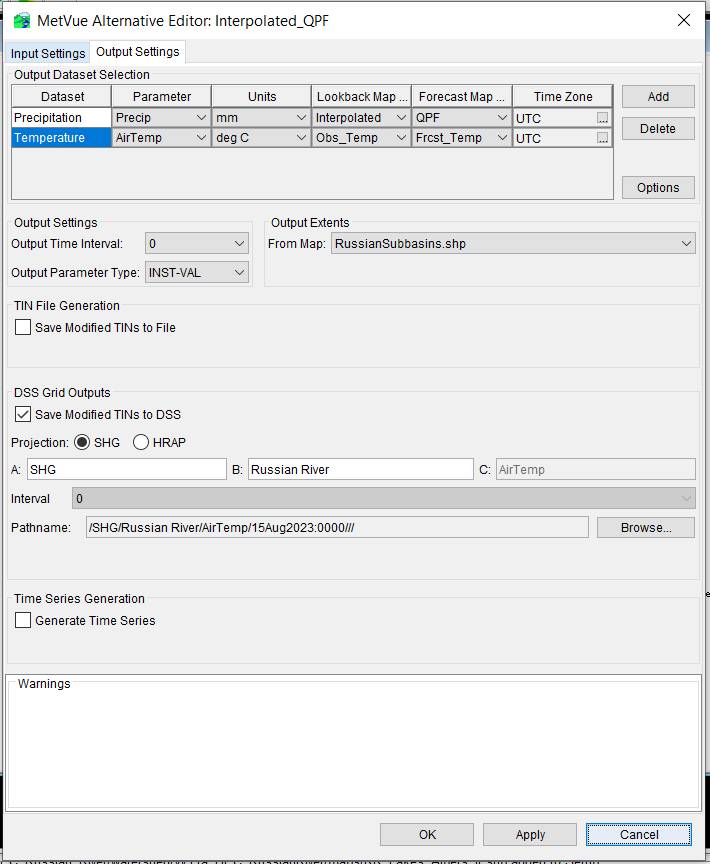 MetVue Alternative Editor: Interpolated_QPF
Input Settings Output Settings
Output Dataset Selection
Dataset Parameter Units Lookback Map ... Forecast Map ... Time Zone
Precipitation Precip mm Interpolated QPF UTC ...
Temperature AirTemp deg C Obs_Temp Frcst_Temp UTC ...
Add
Delete
Options
Output Settings
Output Time Interval: 0
Output Parameter Type: INST-VAL
Output Extents
From Map: RussianSubbasins.shp
TIN File Generation
Save Modified TINs to File
DSS Grid Outputs
Save Modified TINs to DSS
Projection: SHG HRAP
A: SHG B: Russian River C: AirTemp
Interval 0
Pathname: /SHG/Russian River/AirTemp/15Aug2023:0000/// Browse...
Time Series Generation
Generate Time Series
Warnings
OK Apply Cancel